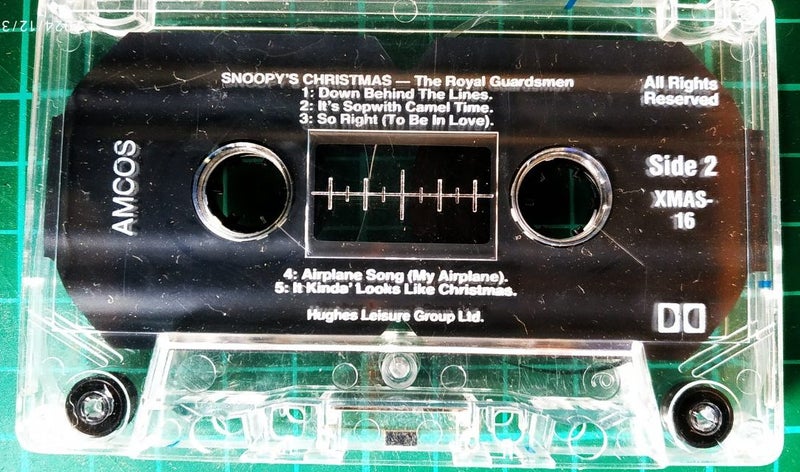 SNOOPY'S CHRISTMAS — The Royal Guardsmen
1: Down Behind The Lines.
2: It's Sopwith Camel Time.
3: So Right (To Be In Love).
All Rights
Reserved
AMCOS
Side 2
XMAS-
16
4: Airplane Song (My Airplane).
5: It Kinda' Looks Like Christmas.
Hughes Leisure Group Ltd.